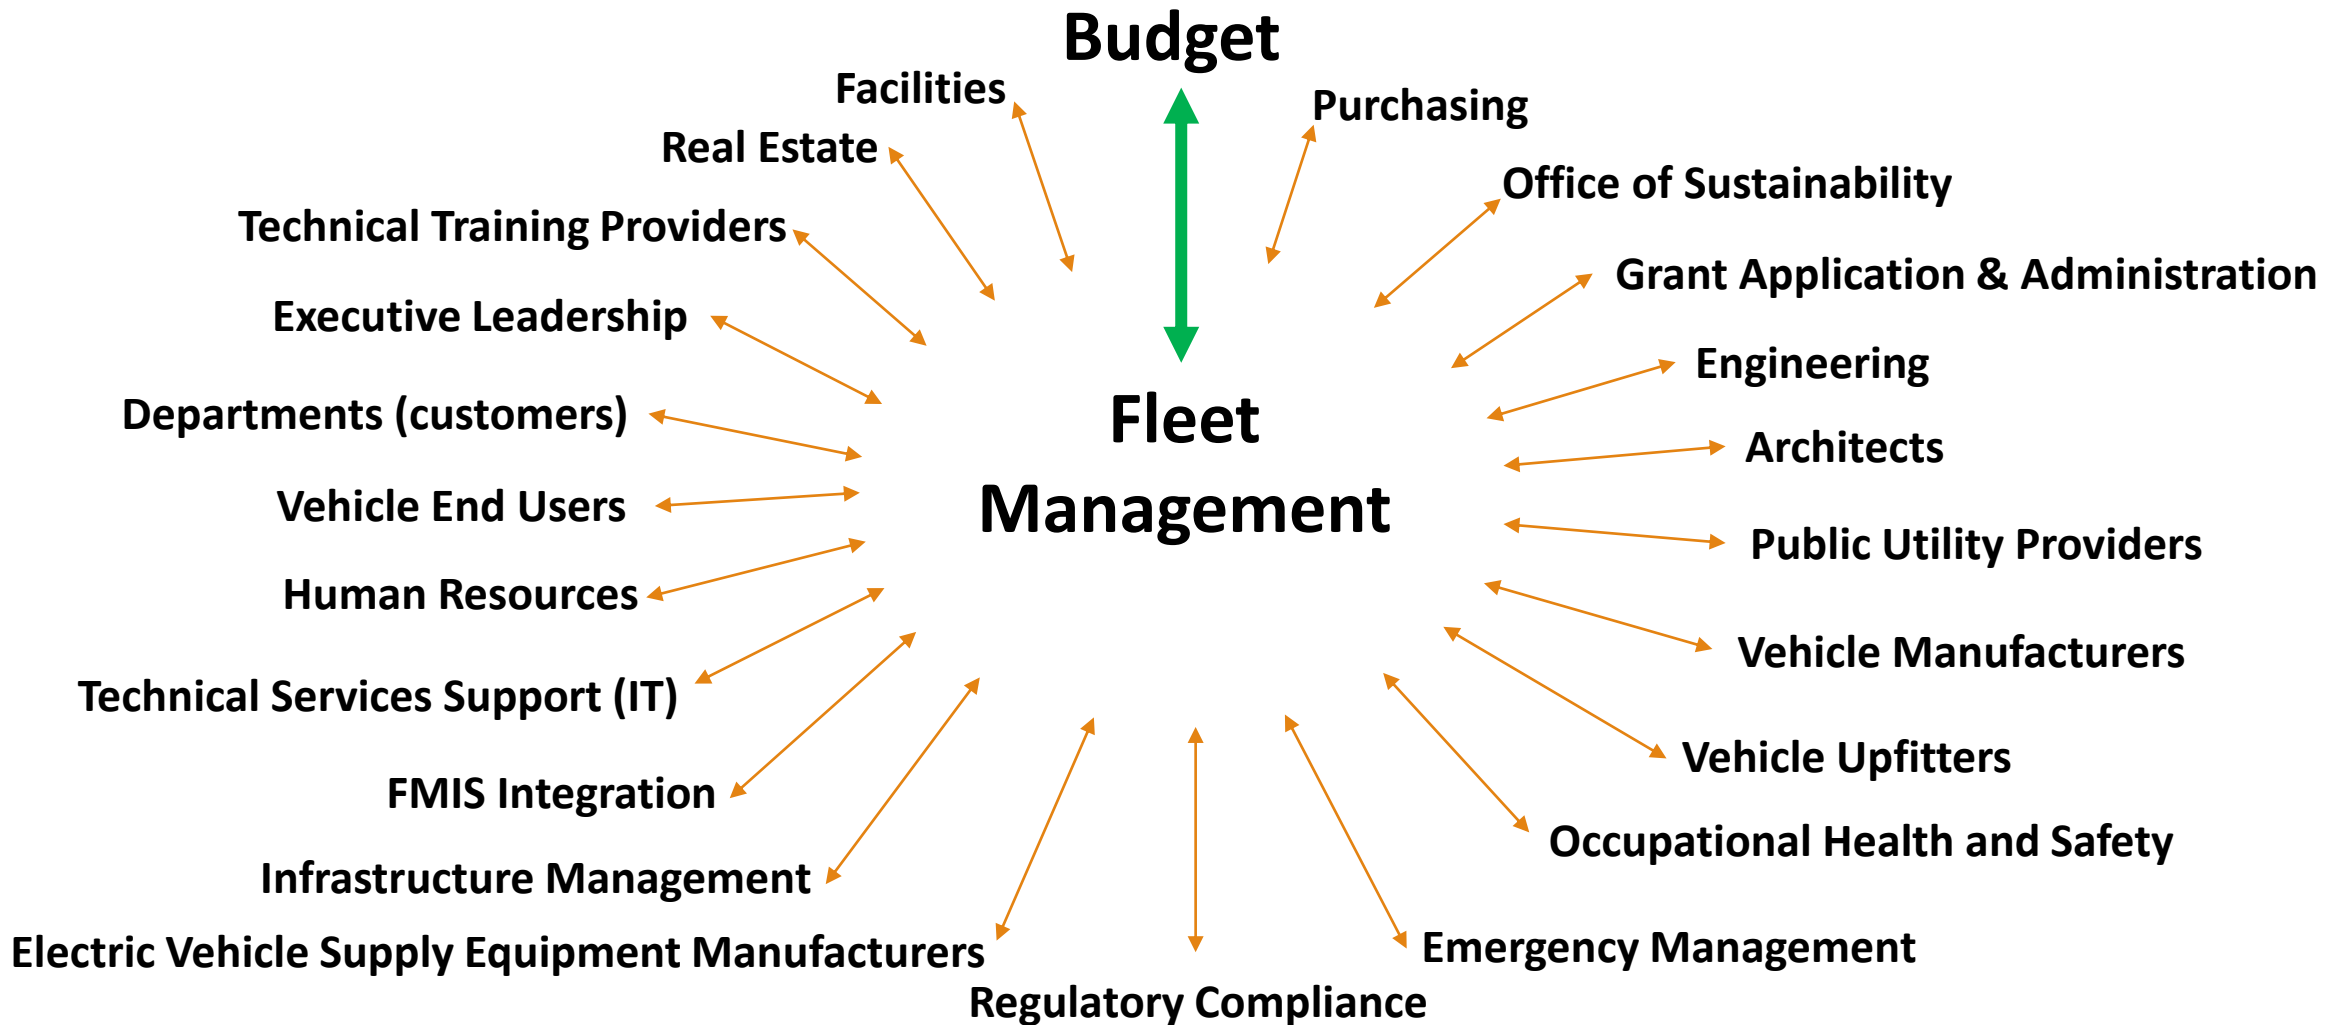 Budget
Facilities
Purchasing
Real Estate
Office of Sustainability
Technical Training Providers
Grant Application & Administration
Executive Leadership
Engineering
Departments (customers)
Fleet
Management
Architects
Vehicle End Users
Public Utility Providers
Human Resources
Vehicle Manufacturers
Technical Services Support (IT)
Vehicle Upfitters
FMIS Integration
Occupational Health and Safety
Infrastructure Management
Electric Vehicle Supply Equipment Manufacturers
Emergency Management
Regulatory Compliance